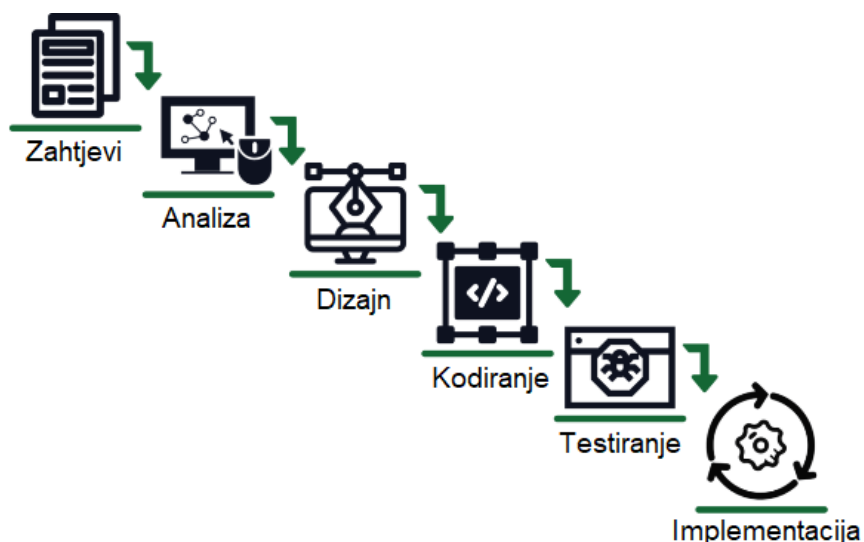 Zahtjevi
Analiza
Dizajn
</>
Kodiranje
Testiranje
Implementacija